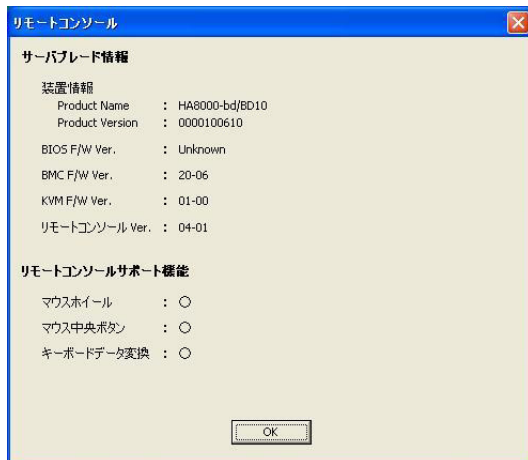 リモートコンソール
サーバブレード情報
装置情報
Product Name : HA8000-bd/BD10
Product Version : 0000100610
BIOS F/W Ver. : Unknown
BMC F/W Ver. : 20-06
KVM F/W Ver. : 01-00
リモートコンソール Ver. : 04-01
リモートコンソールサポート機能
マウスホイール : ○
マウス中央ボタン : ○
キーボードデータ変換 : ○
OK